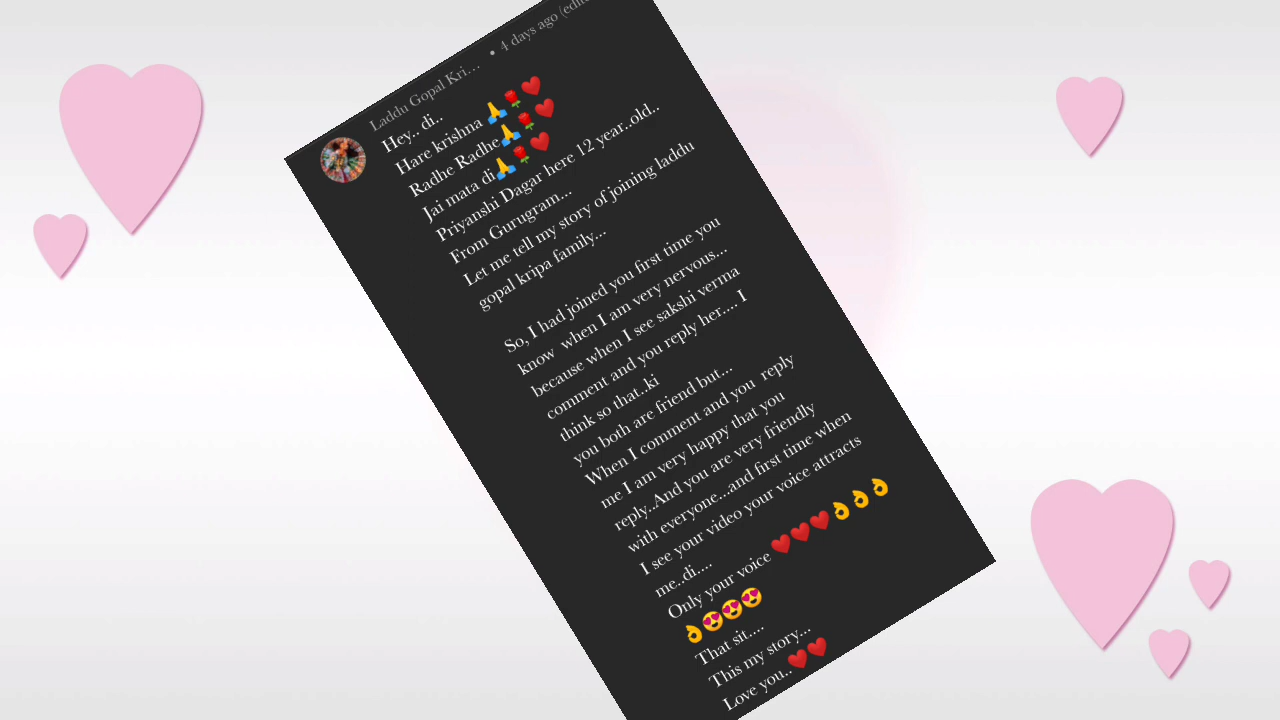 Laddu Gopal Kri... • 4 days ago (edit
Hey.. di..
Hare krishna 🙏🌹❤️
Radhe Radhe🙏🌹❤️
Jai mata di🙏🌹❤️
Priyanshi Dagar here 12 year..old..
From Gurugram...
Let me tell my story of joining laddu
gopal kripa family...
So, I had joined you first time you
know when I am very nervous...
because when I see sakshi verma
comment and you reply her.... I
think so that..ki
you both are friend but...
When I comment and you reply
me I am very happy that you
reply..And you are very friendly
with everyone...and first time when
I see your video your voice attracts
me..di....
Only your voice ❤️❤️❤️👌👌👌
👌😍😍😍
That sit....
This my story...
Love you..❤️❤️